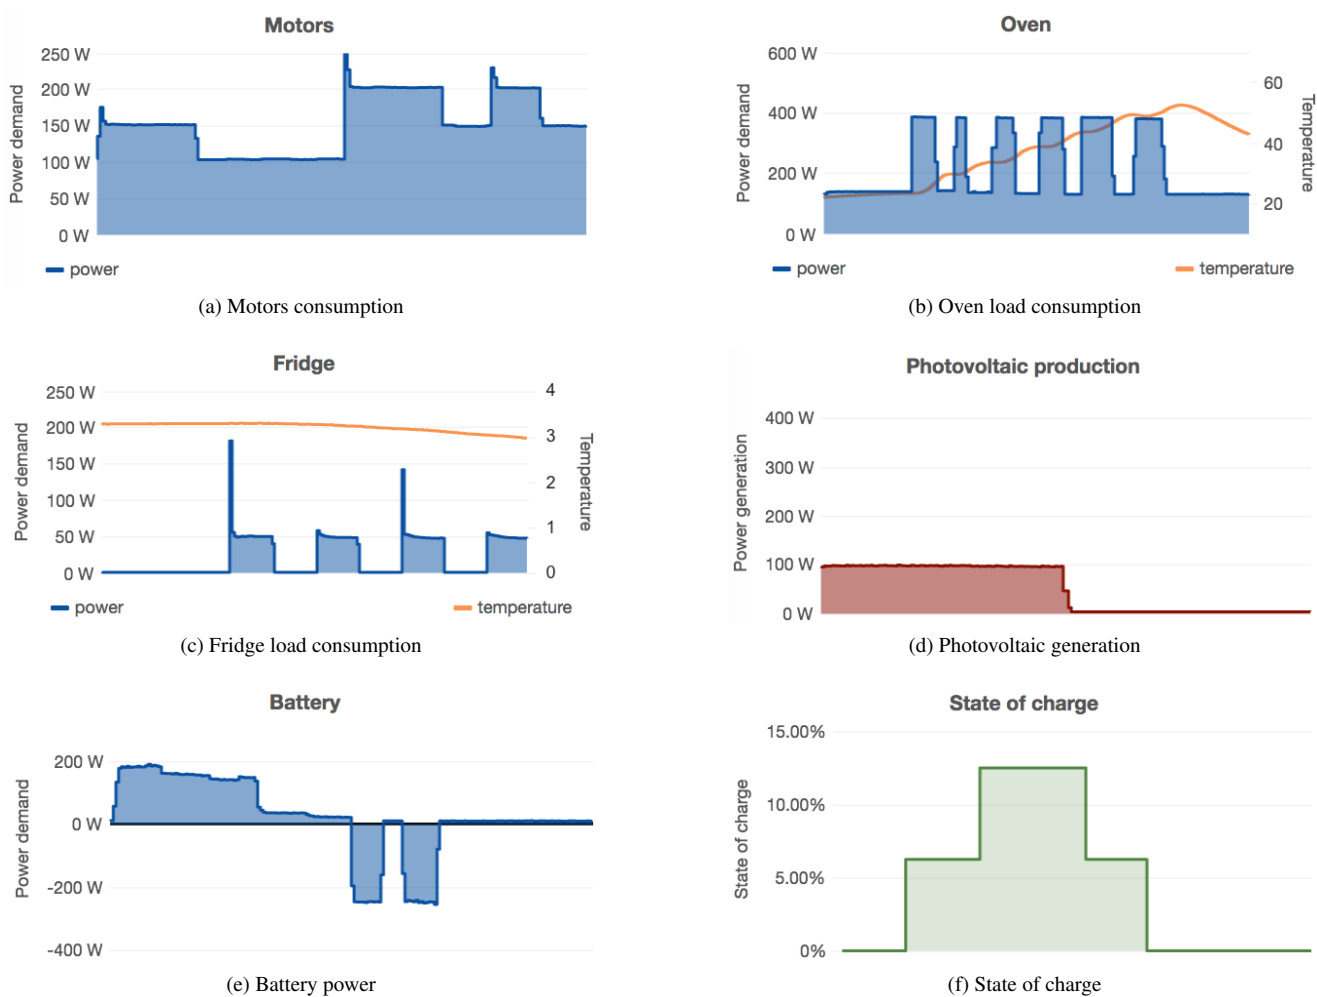 Motors
250 W
200 W
150 W
100 W
50 W
0 W
Power demand
power
(a) Motors consumption
Oven
600 W
400 W
200 W
0 W
Power demand
60
40
20
Temperature
power
temperature
(b) Oven load consumption
Fridge
250 W
200 W
150 W
100 W
50 W
0 W
Power demand
4
3
2
1
0
Temperature
power
temperature
(c) Fridge load consumption
Photovoltaic production
400 W
300 W
200 W
100 W
0 W
Power generation
(d) Photovoltaic generation
Battery
200 W
0 W
-200 W
-400 W
Power demand
(e) Battery power
State of charge
15.00%
10.00%
5.00%
0%
State of charge
(f) State of charge